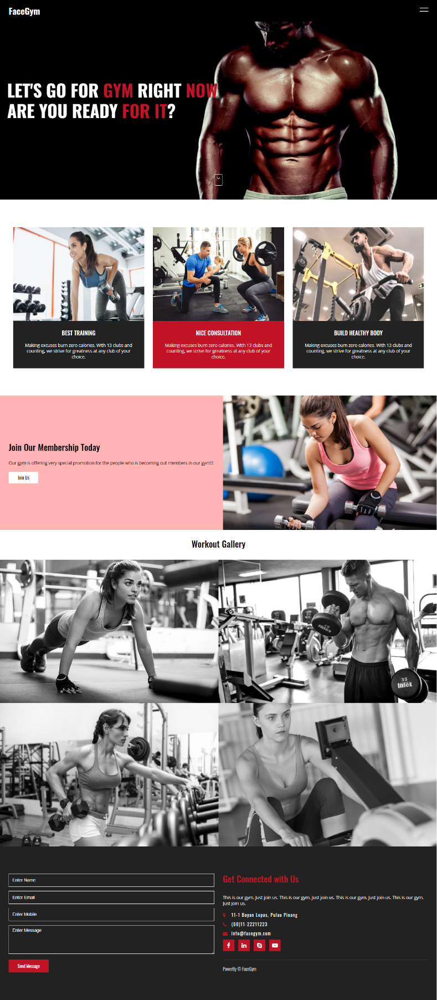 FaceGym
LET'S GO FOR GYM RIGHT NOW
ARE YOU READY FOR IT?
BEST TRAINING
Making excuses burn zero calories. With 13 clubs and
counting, we strive for greatness at any club of your
choice.
NICE CONSULTATION
Making excuses burn zero calories. With 13 clubs and
counting, we strive for greatness at any club of your
choice.
BUILD HEALTHY BODY
Making excuses burn zero calories. With 13 clubs and
counting, we strive for greatness at any club of your
choice.
Join Our Membership Today
Our gym is offering very special promotion for the people who is becoming out members in our gym!!!
Join Us
Workout Gallery
35
InTek
35
InTek
Enter Name
Enter Email
Enter Mobile
Enter Message
Send Message
Get Connected with Us
This is our gym. Just join us. This is our gym. Just join us. This is our gym. Just join us. This is our gym.
Just join us.
11-1 Bayan Lepas, Pulau Pinang
(60)11-22211223
info@facegym.com
PowerBy © FaceGym